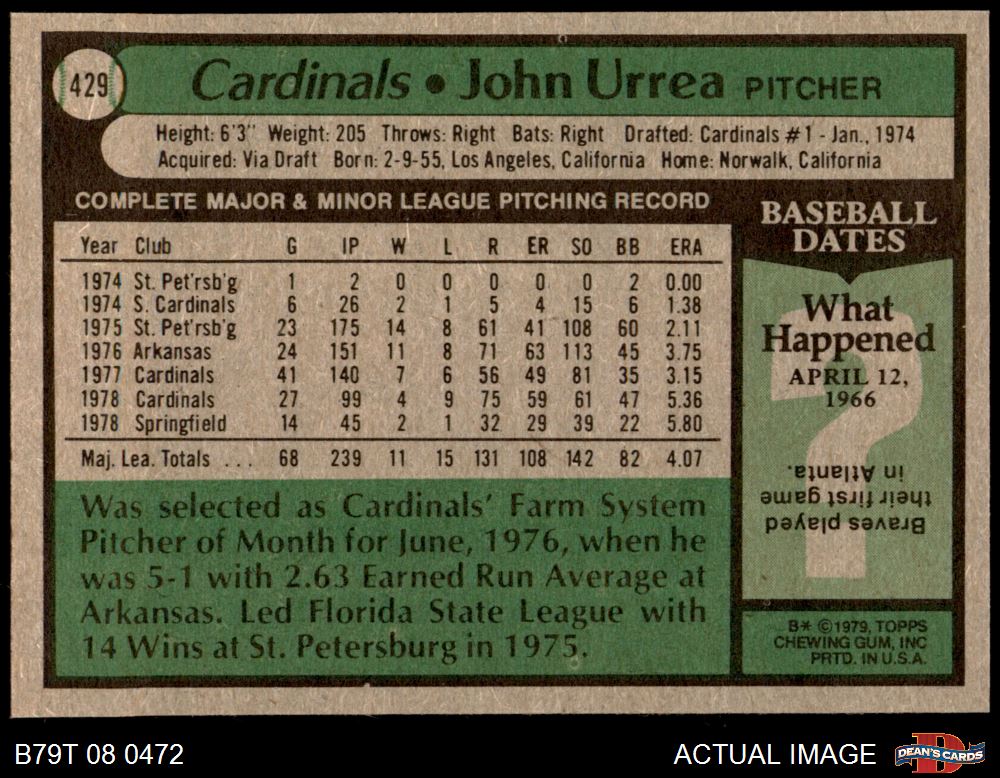 429
Cardinals • John Urrea PITCHER
Height: 6'3" Weight: 205 Throws: Right Bats: Right Drafted: Cardinals #1 - Jan., 1974
Acquired: Via Draft Born: 2-9-55, Los Angeles, California Home: Norwalk, California
COMPLETE MAJOR & MINOR LEAGUE PITCHING RECORD
Year Club G IP W L R ER SO BB ERA
1974 St. Pet'rsb'g 1 2 0 0 0 0 0 2 0.00
1974 S. Cardinals 6 26 2 1 5 4 15 6 1.38
1975 St. Pet'rsb'g 23 175 14 8 61 41 108 60 2.11
1976 Arkansas 24 151 11 8 71 63 113 45 3.75
1977 Cardinals 41 140 7 6 56 49 81 35 3.15
1978 Cardinals 27 99 4 9 75 59 61 47 5.36
1978 Springfield 14 45 2 1 32 29 39 22 5.80
Maj. Lea. Totals ... 68 239 11 15 131 108 142 82 4.07
Was selected as Cardinals' Farm System
Pitcher of Month for June, 1976, when he
was 5-1 with 2.63 Earned Run Average at
Arkansas. Led Florida State League with
14 Wins at St. Petersburg in 1975.
BASEBALL
DATES
What
Happened
APRIL 12,
1966
Braves played
their first game
in Atlanta.
B* ©1979, TOPPS
CHEWING GUM, INC
PRTD. IN U.S.A.
B79T 08 0472
ACTUAL IMAGE
DEAN'S CARDS